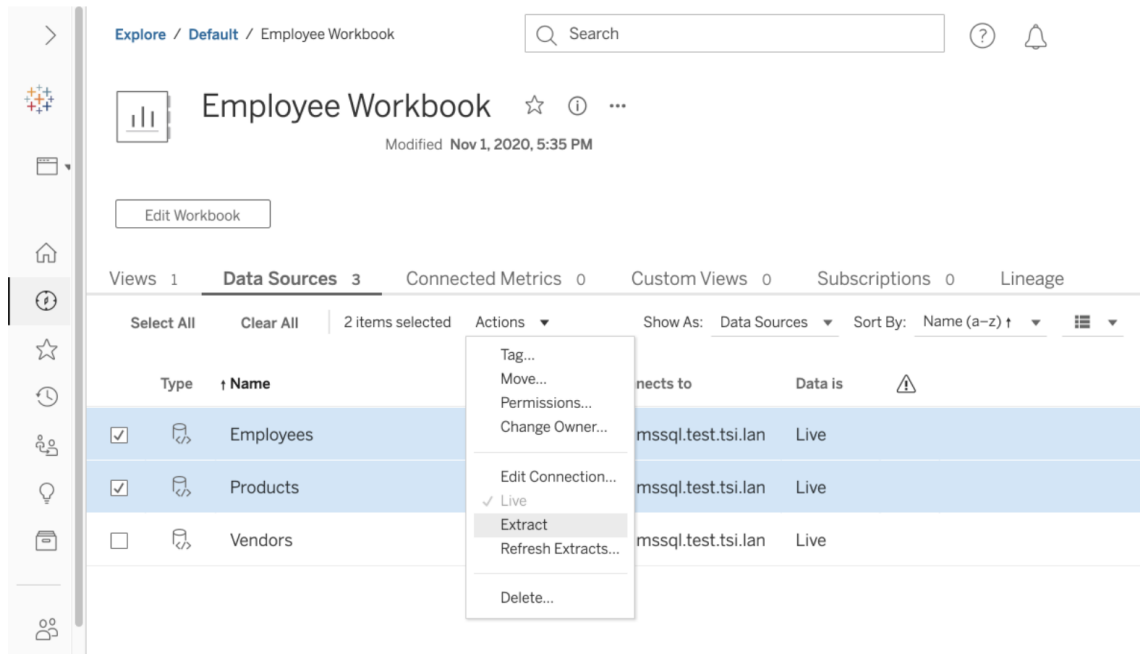 Explore / Default / Employee Workbook
Search
Employee Workbook
Modified Nov 1, 2020, 5:35 PM
Edit Workbook
Views 1 Data Sources 3 Connected Metrics 0 Custom Views 0 Subscriptions 0 Lineage
Select All Clear All 2 items selected Actions Show As: Data Sources Sort By: Name (a–z) ↑
Type ↑ Name nects to Data is
Employees mssql.test.tsi.lan Live
Products mssql.test.tsi.lan Live
Vendors mssql.test.tsi.lan Live
Tag...
Move...
Permissions...
Change Owner...
Edit Connection...
Live
Extract
Refresh Extracts...
Delete...